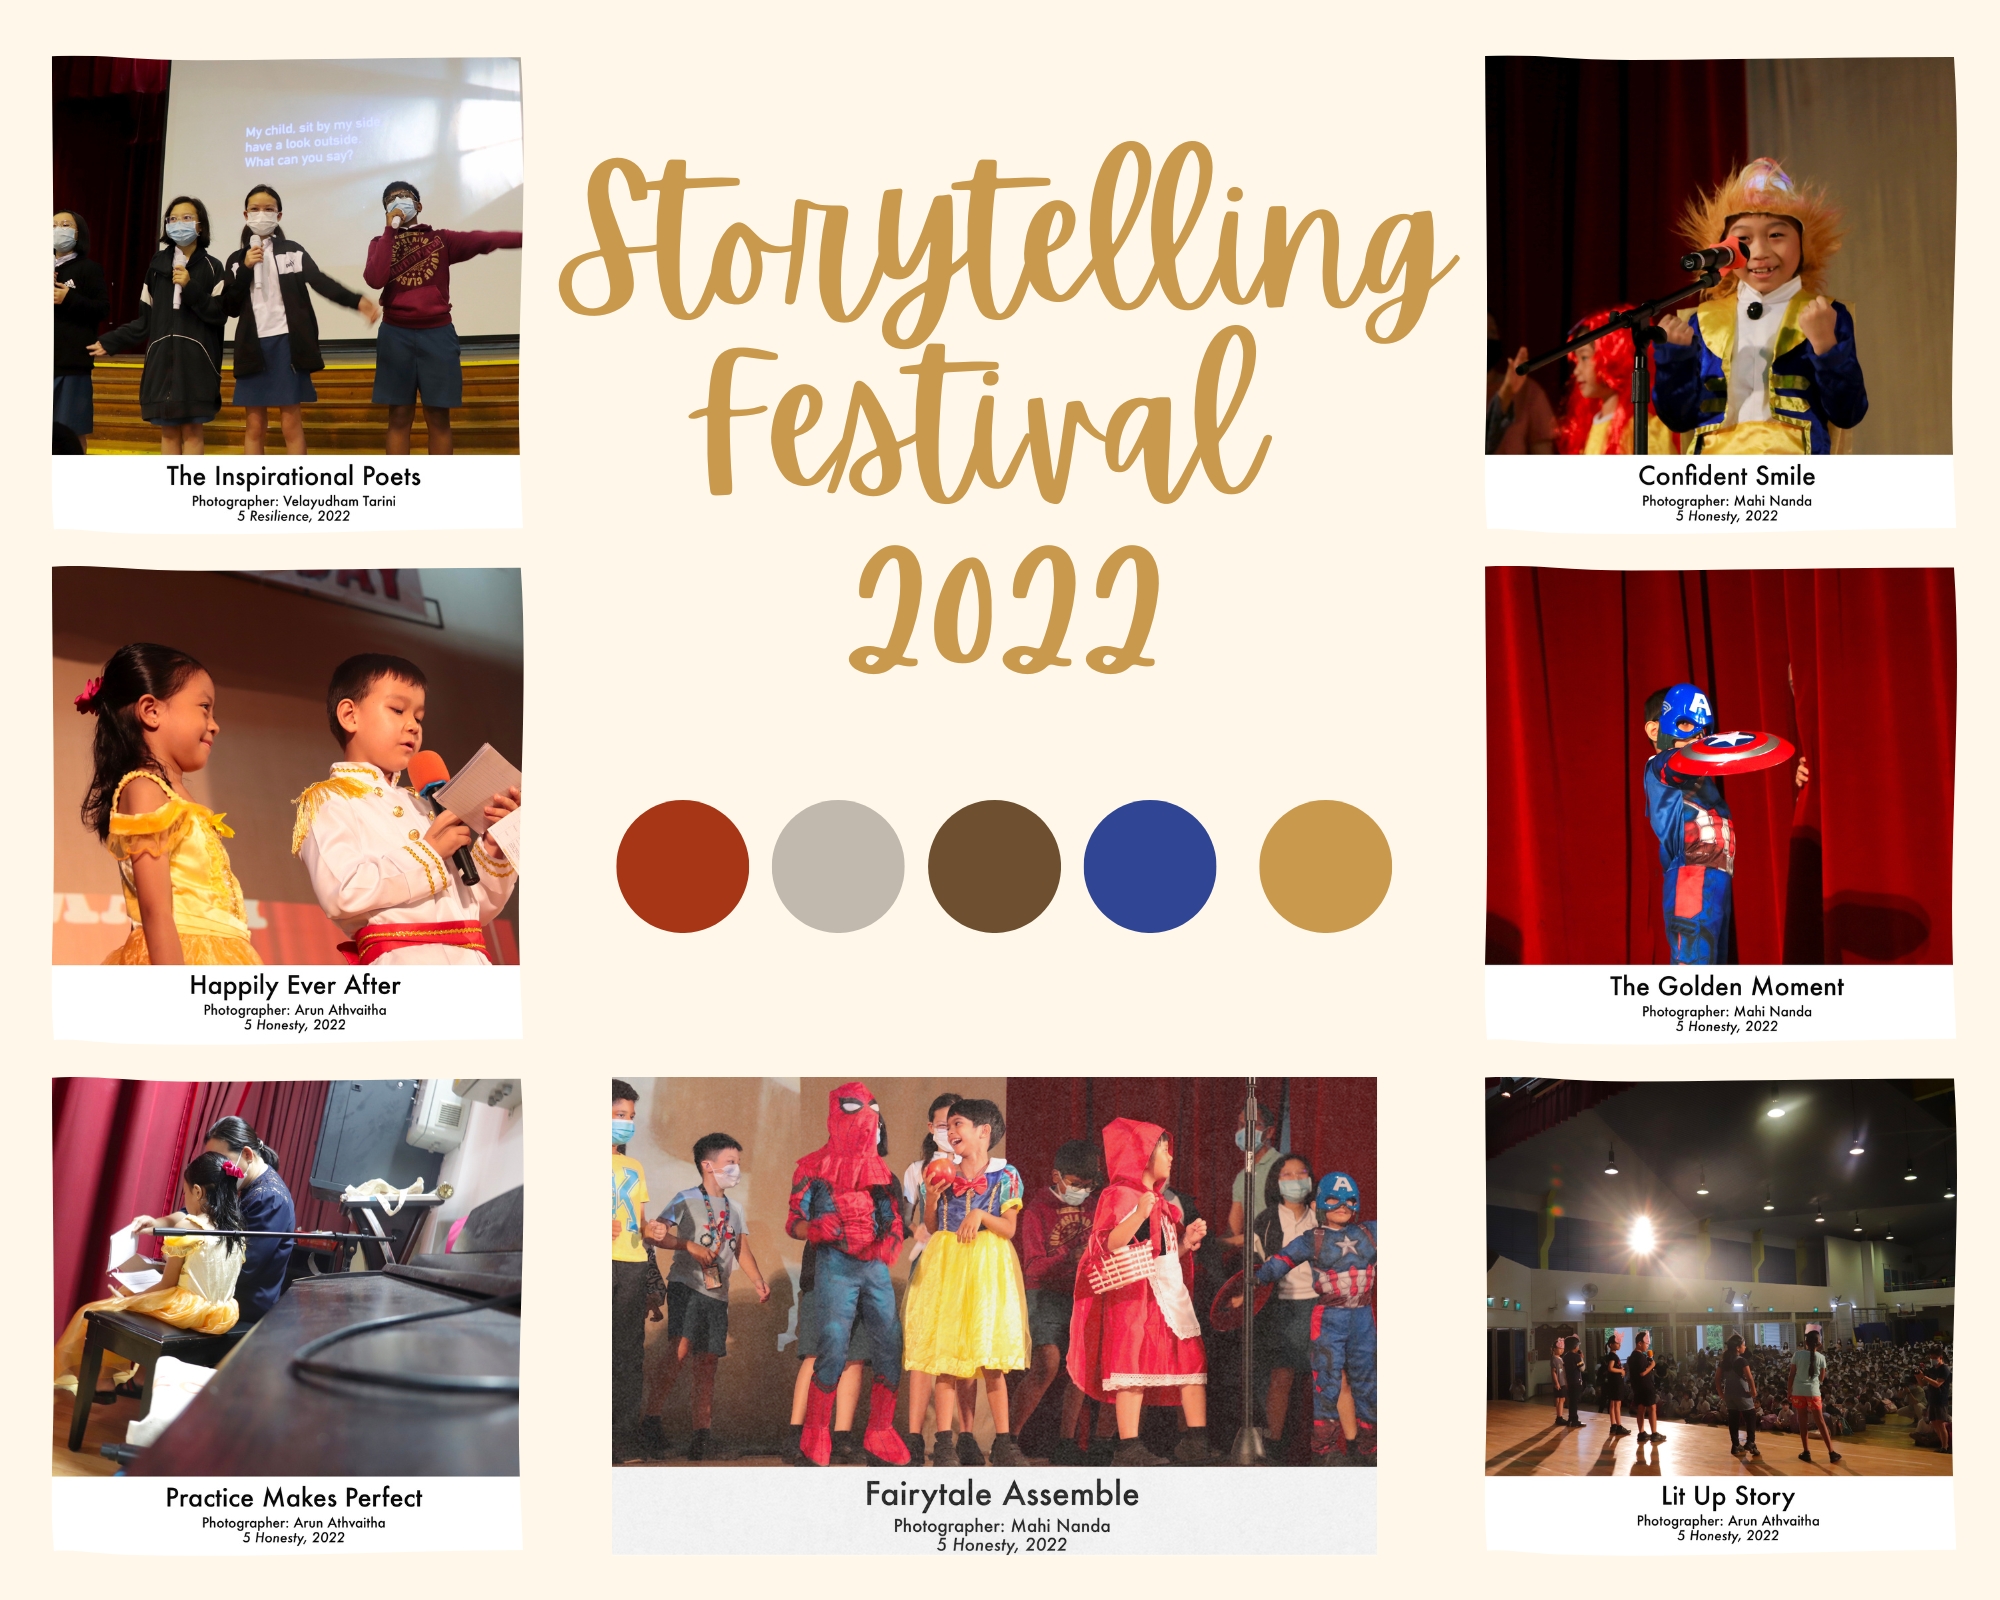 Storytelling
Festival
2022
My child, sit by my side,
have a look outside.
What can you say?
The Inspirational Poets
Photographer: Velayudham Tarini
5 Resilience, 2022
Happily Ever After
Photographer: Arun Athvaitha
5 Honesty, 2022
Practice Makes Perfect
Photographer: Arun Athvaitha
5 Honesty, 2022
Fairytale Assemble
Photographer: Mahi Nanda
5 Honesty, 2022
Confident Smile
Photographer: Mahi Nanda
5 Honesty, 2022
A
The Golden Moment
Photographer: Mahi Nanda
5 Honesty, 2022
Lit Up Story
Photographer: Arun Athvaitha
5 Honesty, 2022